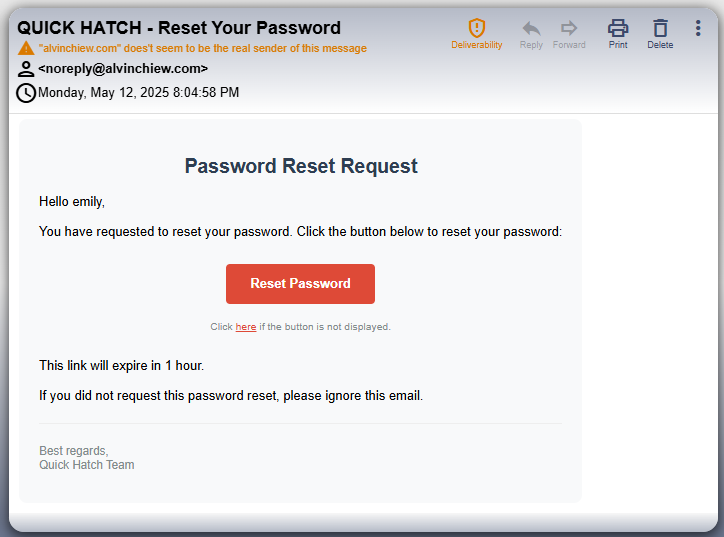 QUICK HATCH - Reset Your Password
"alvinchiew.com" does't seem to be the real sender of this message
<noreply@alvinchiew.com>
Monday, May 12, 2025 8:04:58 PM
Deliverability
Reply
Forward
Print
Delete
Password Reset Request
Hello emily,
You have requested to reset your password. Click the button below to reset your password:
Reset Password
Click here if the button is not displayed.
This link will expire in 1 hour.
If you did not request this password reset, please ignore this email.
Best regards,
Quick Hatch Team